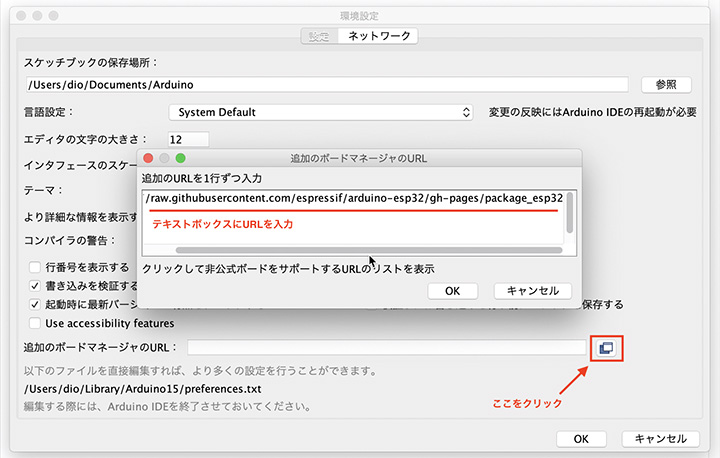 環境設定
設定 ネットワーク
スケッチブックの保存場所：
/Users/dio/Documents/Arduino 参照
言語設定： System Default 変更の反映にはArduino IDEの再起動が必要
エディタの文字の大きさ： 12
インタフェースのスケー
テーマ：
より詳細な情報を表示す
コンパイラの警告：
追加のボードマネージャのURL
追加のURLを1行ずつ入力
/raw.githubusercontent.com/espressif/arduino-esp32/gh-pages/package_esp32
テキストボックスにURLを入力
クリックして非公式ボードをサポートするURLのリストを表示
OK キャンセル
行番号を表示する
書き込みを検証する
起動時に最新バージ 保存する
Use accessibility features
追加のボードマネージャのURL：
以下のファイルを直接編集すれば、より多くの設定を行うことができます。
/Users/dio/Library/Arduino15/preferences.txt
編集する際には、Arduino IDEを終了させておいてください。
ここをクリック
OK キャンセル